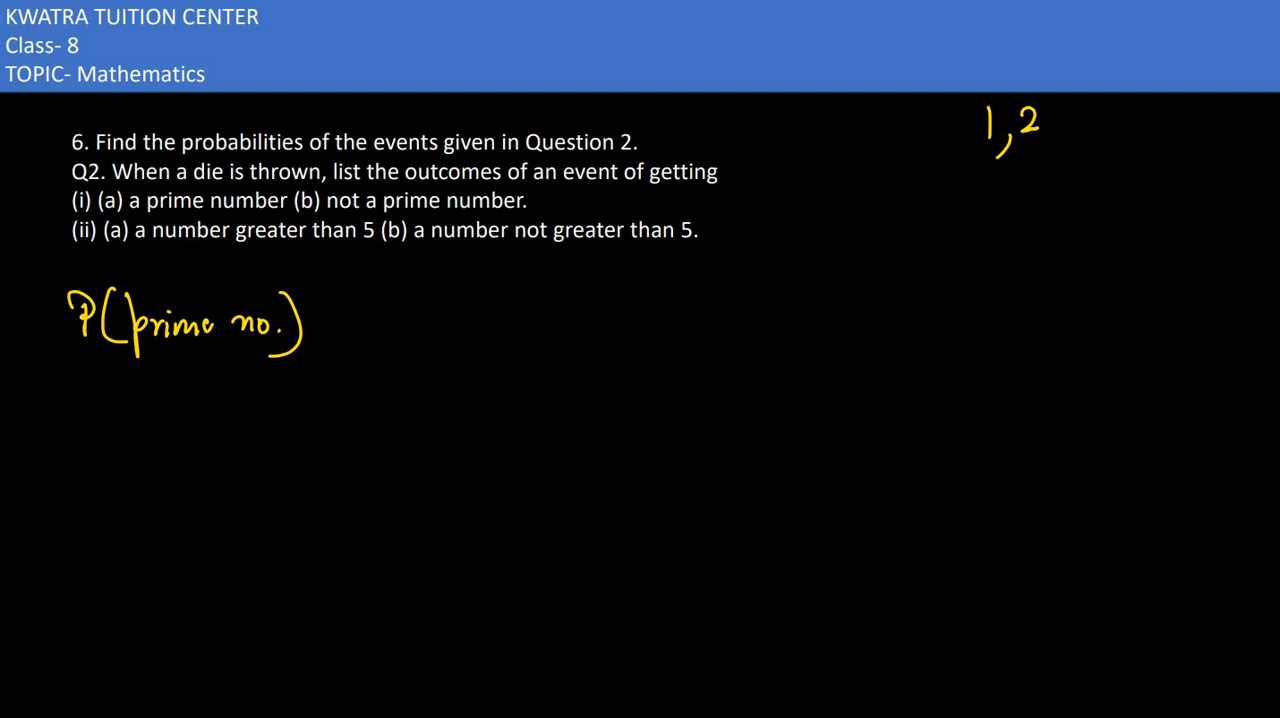 KWATRA TUITION CENTER
Class- 8
TOPIC- Mathematics
1, 2
6. Find the probabilities of the events given in Question 2.
Q2. When a die is thrown, list the outcomes of an event of getting
(i) (a) a prime number (b) not a prime number.
(ii) (a) a number greater than 5 (b) a number not greater than 5.
P(prime no.)